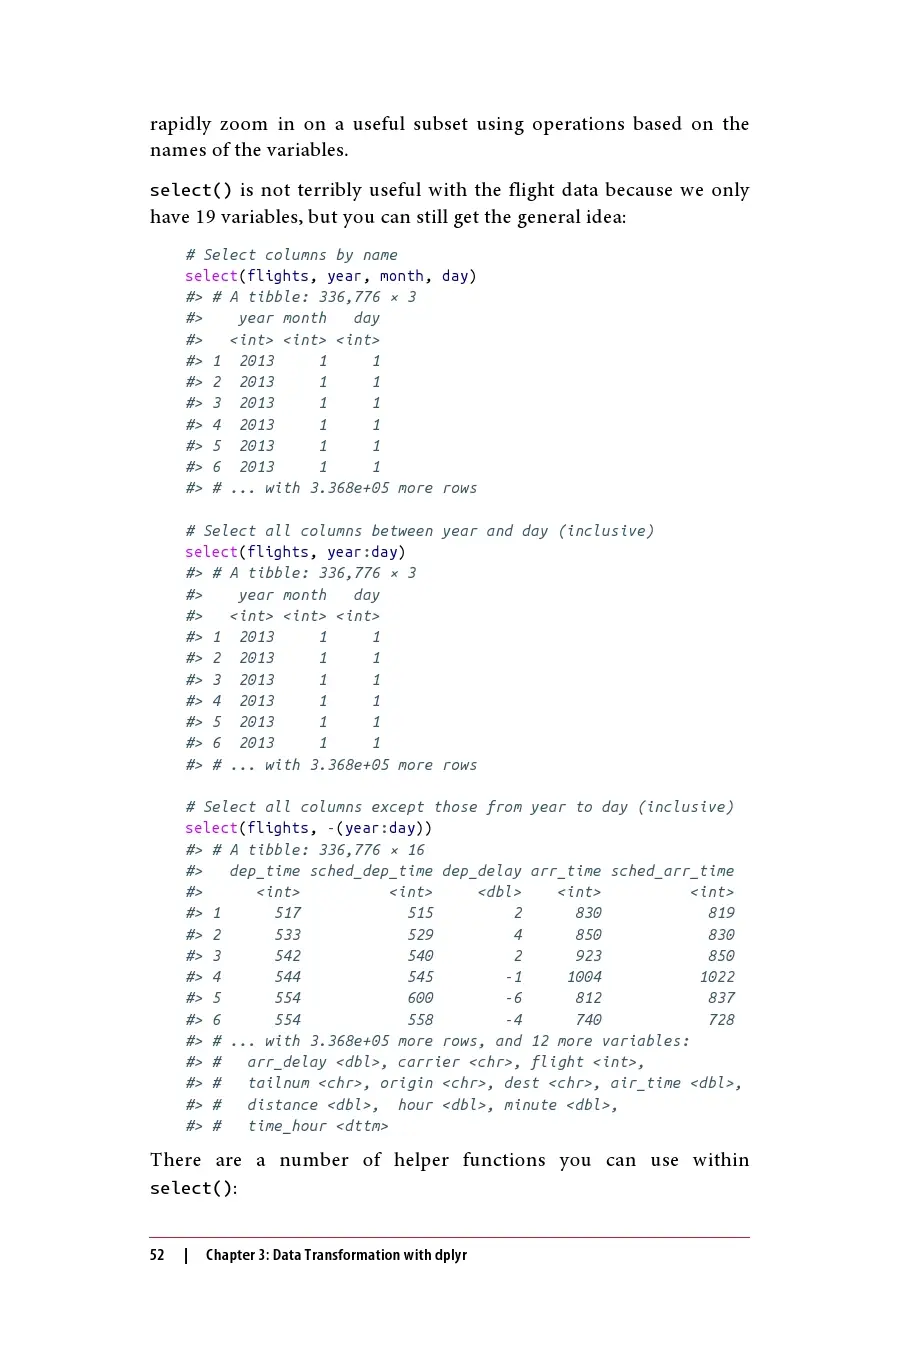 rapidly zoom in on a useful subset using operations based on the
names of the variables.
select() is not terribly useful with the flight data because we only
have 19 variables, but you can still get the general idea:
# Select columns by name
select(flights, year, month, day)
#> # A tibble: 336,776 × 3
#>    year month   day
#>   <int> <int> <int>
#> 1  2013     1     1
#> 2  2013     1     1
#> 3  2013     1     1
#> 4  2013     1     1
#> 5  2013     1     1
#> 6  2013     1     1
#> # ... with 3.368e+05 more rows
# Select all columns between year and day (inclusive)
select(flights, year:day)
#> # A tibble: 336,776 × 3
#>    year month   day
#>   <int> <int> <int>
#> 1  2013     1     1
#> 2  2013     1     1
#> 3  2013     1     1
#> 4  2013     1     1
#> 5  2013     1     1
#> 6  2013     1     1
#> # ... with 3.368e+05 more rows
# Select all columns except those from year to day (inclusive)
select(flights, -(year:day))
#> # A tibble: 336,776 × 16
#>   dep_time sched_dep_time dep_delay arr_time sched_arr_time
#>      <int>          <int>     <dbl>    <int>          <int>
#> 1      517            515         2      830            819
#> 2      533            529         4      850            830
#> 3      542            540         2      923            850
#> 4      544            545        -1     1004           1022
#> 5      554            600        -6      812            837
#> 6      554            558        -4      740            728
#> # ... with 3.368e+05 more rows, and 12 more variables:
#> #   arr_delay <dbl>, carrier <chr>, flight <int>,
#> #   tailnum <chr>, origin <chr>, dest <chr>, air_time <dbl>,
#> #   distance <dbl>,  hour <dbl>, minute <dbl>,
#> #   time_hour <dttm>
There are a number of helper functions you can use within
select():
52 | Chapter 3: Data Transformation with dplyr